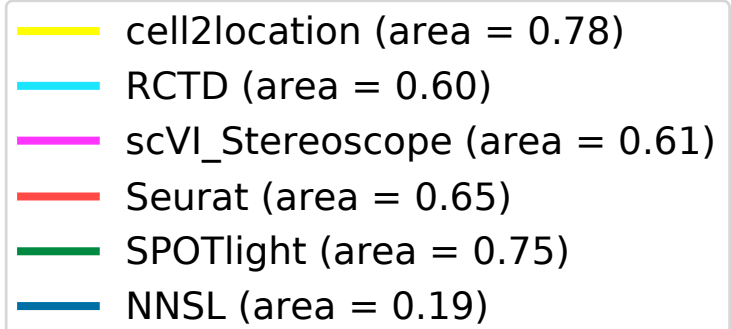 cell2location (area = 0.78)
RCTD (area = 0.60)
scVI_Stereoscope (area = 0.61)
Seurat (area = 0.65)
SPOTlight (area = 0.75)
NNSL (area = 0.19)